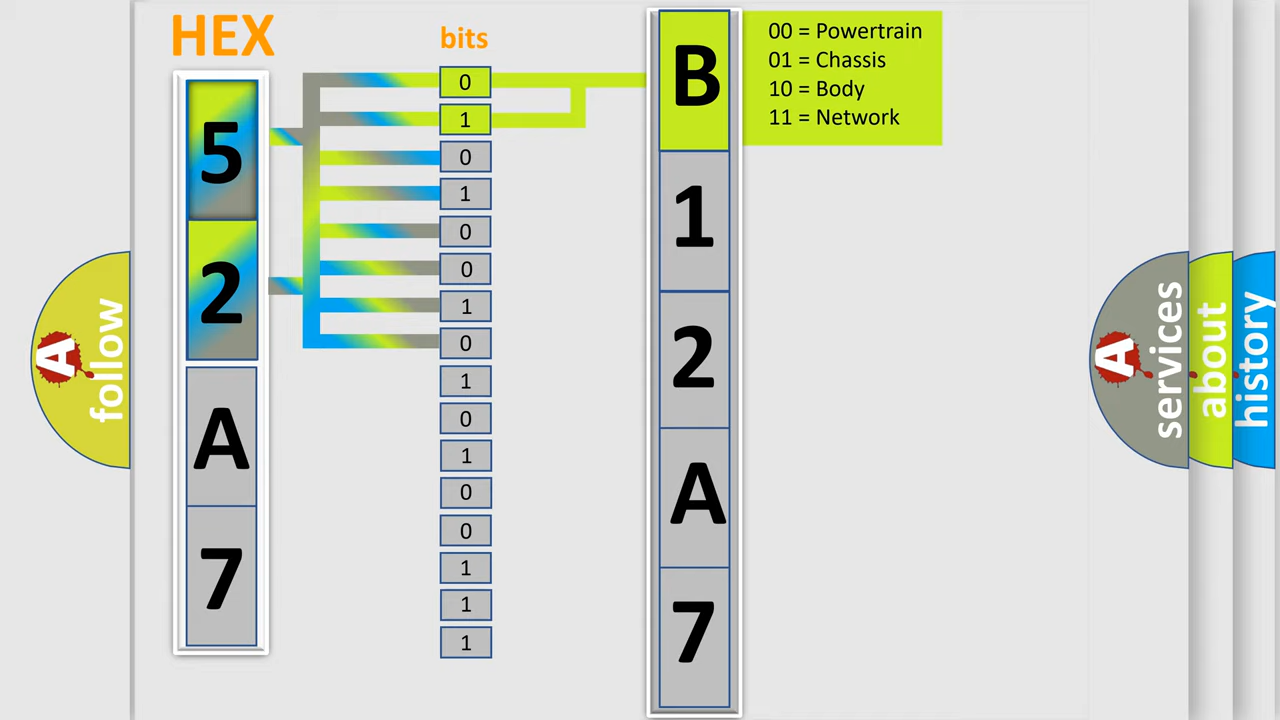 HEX
bits
5
2
A
7
0
1
0
1
0
0
1
0
1
0
1
0
0
1
1
1
B
1
2
A
7
00 = Powertrain
01 = Chassis
10 = Body
11 = Network
A follow
A services
about
history